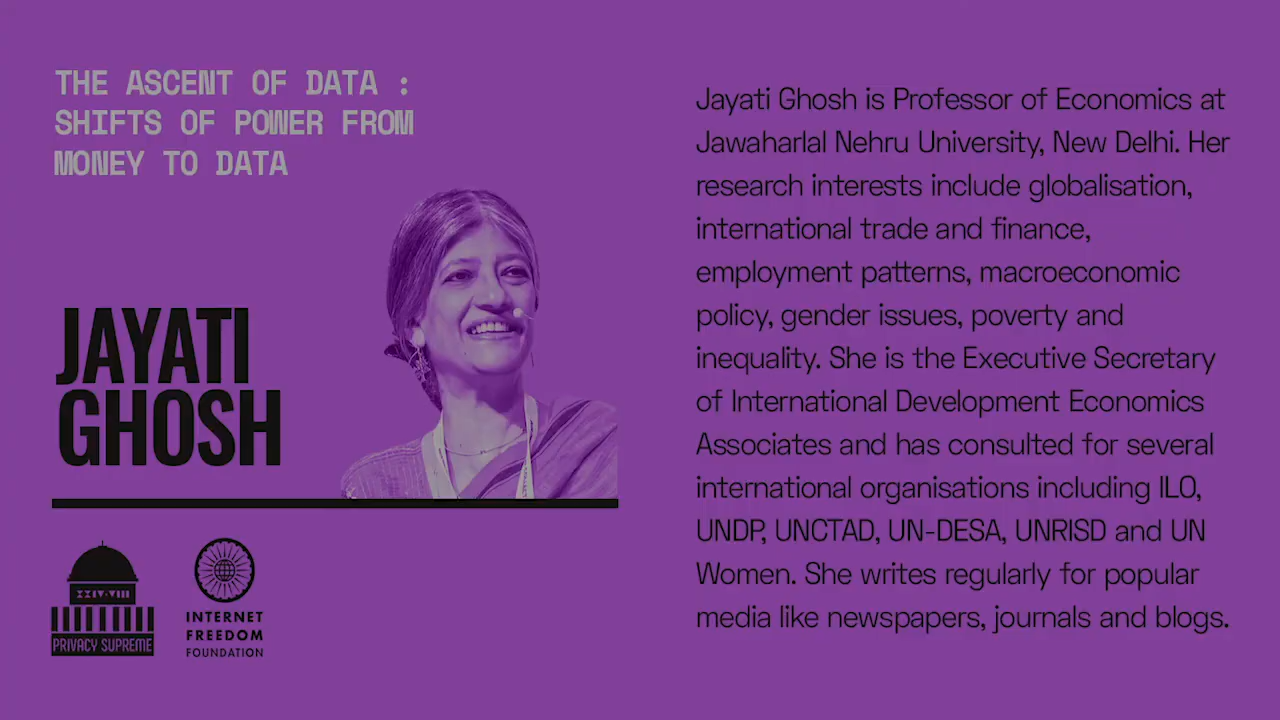 THE ASCENT OF DATA :
SHIFTS OF POWER FROM
MONEY TO DATA
JAYATI
GHOSH
XXIV·VIII
PRIVACY SUPREME
INTERNET
FREEDOM
FOUNDATION
Jayati Ghosh is Professor of Economics at
Jawaharlal Nehru University, New Delhi. Her
research interests include globalisation,
international trade and finance,
employment patterns, macroeconomic
policy, gender issues, poverty and
inequality. She is the Executive Secretary
of International Development Economics
Associates and has consulted for several
international organisations including ILO,
UNDP, UNCTAD, UN-DESA, UNRISD and UN
Women. She writes regularly for popular
media like newspapers, journals and blogs.